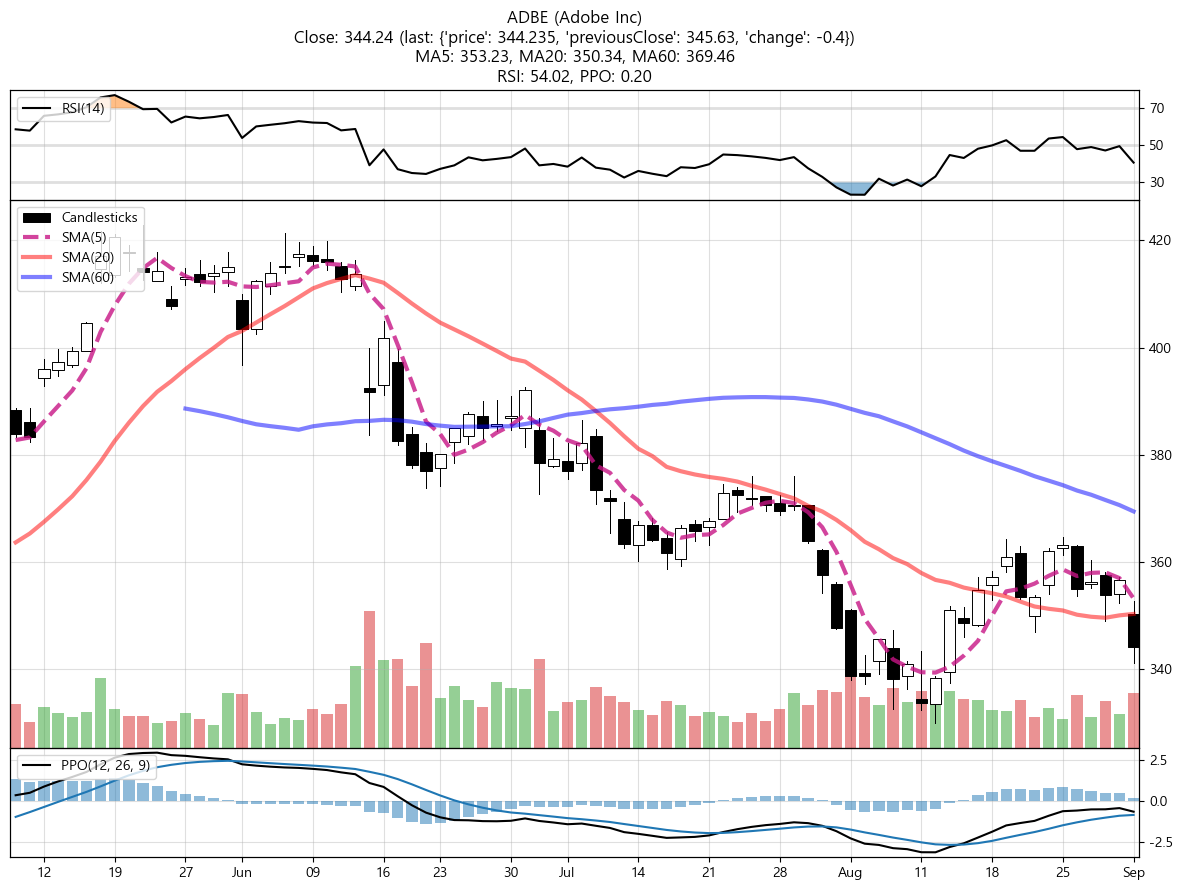 ADBE (Adobe Inc)
Close: 344.24 (last: {'price': 344.235, 'previousClose': 345.63, 'change': -0.4})
MA5: 353.23, MA20: 350.34, MA60: 369.46
RSI: 54.02, PPO: 0.20
RSI(14)
70
50
30
Candlesticks
SMA(5)
SMA(20)
SMA(60)
420
400
380
360
340
PPO(12, 26, 9)
2.5
0.0
−2.5
12 19 27 Jun 09 16 23 30 Jul 14 21 28 Aug 11 18 25 Sep